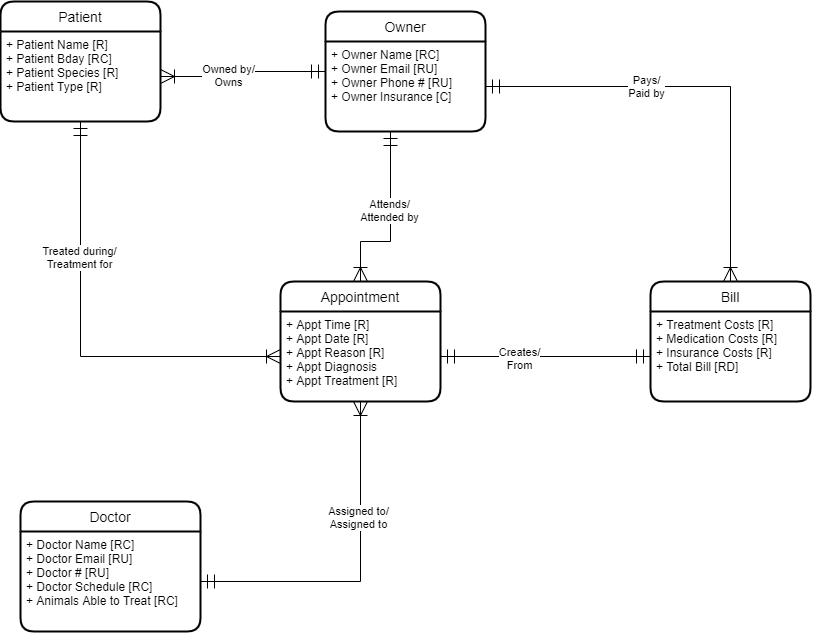 Patient
+ Patient Name [R]
+ Patient Bday [RC]
+ Patient Species [R]
+ Patient Type [R]
Owned by/
Owns
Owner
+ Owner Name [RC]
+ Owner Email [RU]
+ Owner Phone # [RU]
+ Owner Insurance [C]
Pays/
Paid by
Attends/
Attended by
Treated during/
Treatment for
Appointment
+ Appt Time [R]
+ Appt Date [R]
+ Appt Reason [R]
+ Appt Diagnosis
+ Appt Treatment [R]
Creates/
From
Bill
+ Treatment Costs [R]
+ Medication Costs [R]
+ Insurance Costs [R]
+ Total Bill [RD]
Assigned to/
Assigned to
Doctor
+ Doctor Name [RC]
+ Doctor Email [RU]
+ Doctor # [RU]
+ Doctor Schedule [RC]
+ Animals Able to Treat [RC]